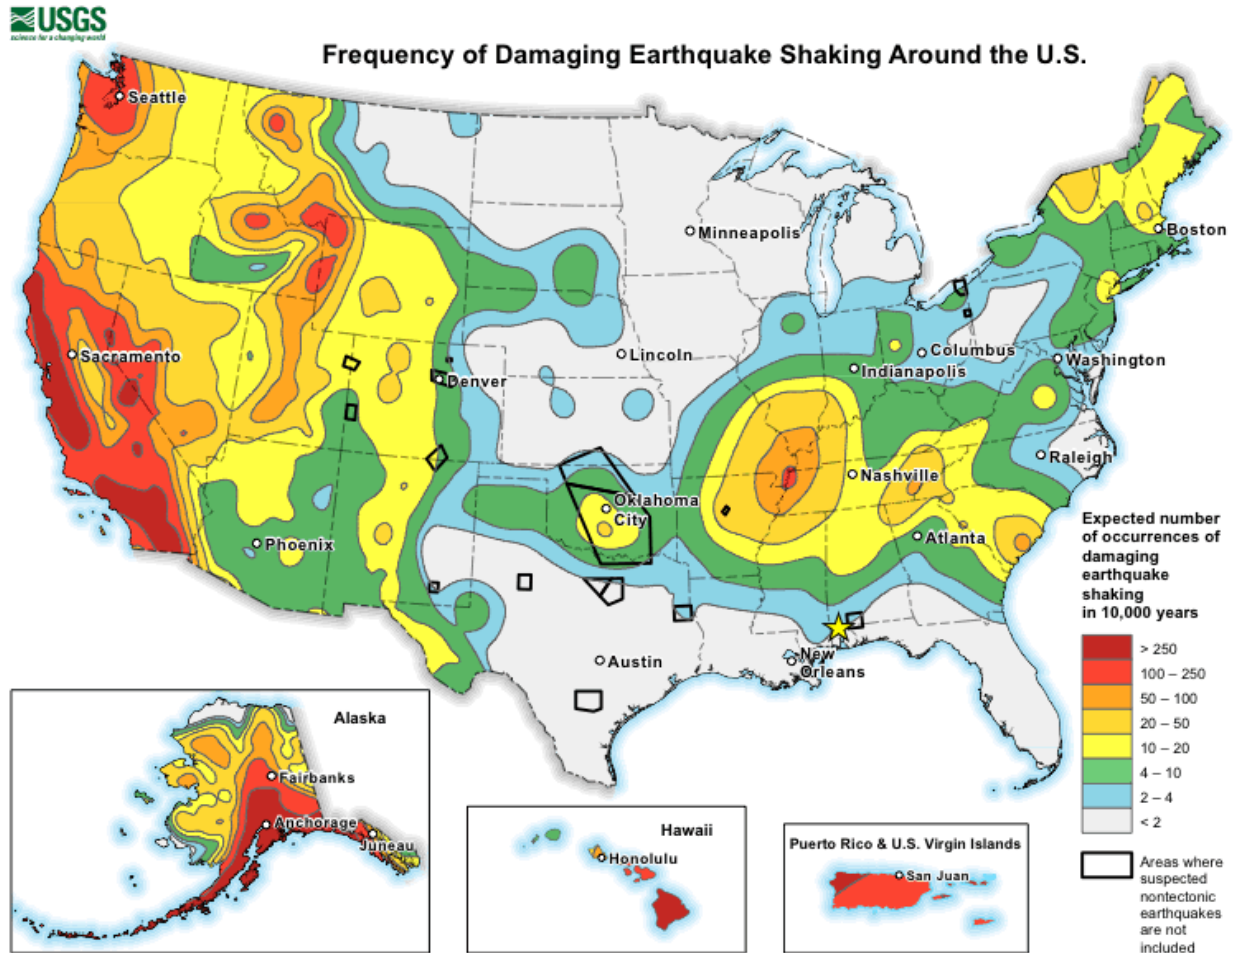 USGS
science for a changing world
Frequency of Damaging Earthquake Shaking Around the U.S.
Seattle
Minneapolis
Boston
Sacramento
Lincoln
Columbus
Washington
Denver
Indianapolis
Raleigh
Nashville
Oklahoma
City
Phoenix
Atlanta
Austin
New
Orleans
Expected number
of occurrences of
damaging
earthquake
shaking
in 10,000 years
> 250
100 – 250
50 – 100
20 – 50
10 – 20
4 – 10
2 – 4
< 2
Areas where
suspected
nontectonic
earthquakes
are not
included
Alaska
Fairbanks
Anchorage
Juneau
Hawaii
Honolulu
Puerto Rico & U.S. Virgin Islands
San Juan